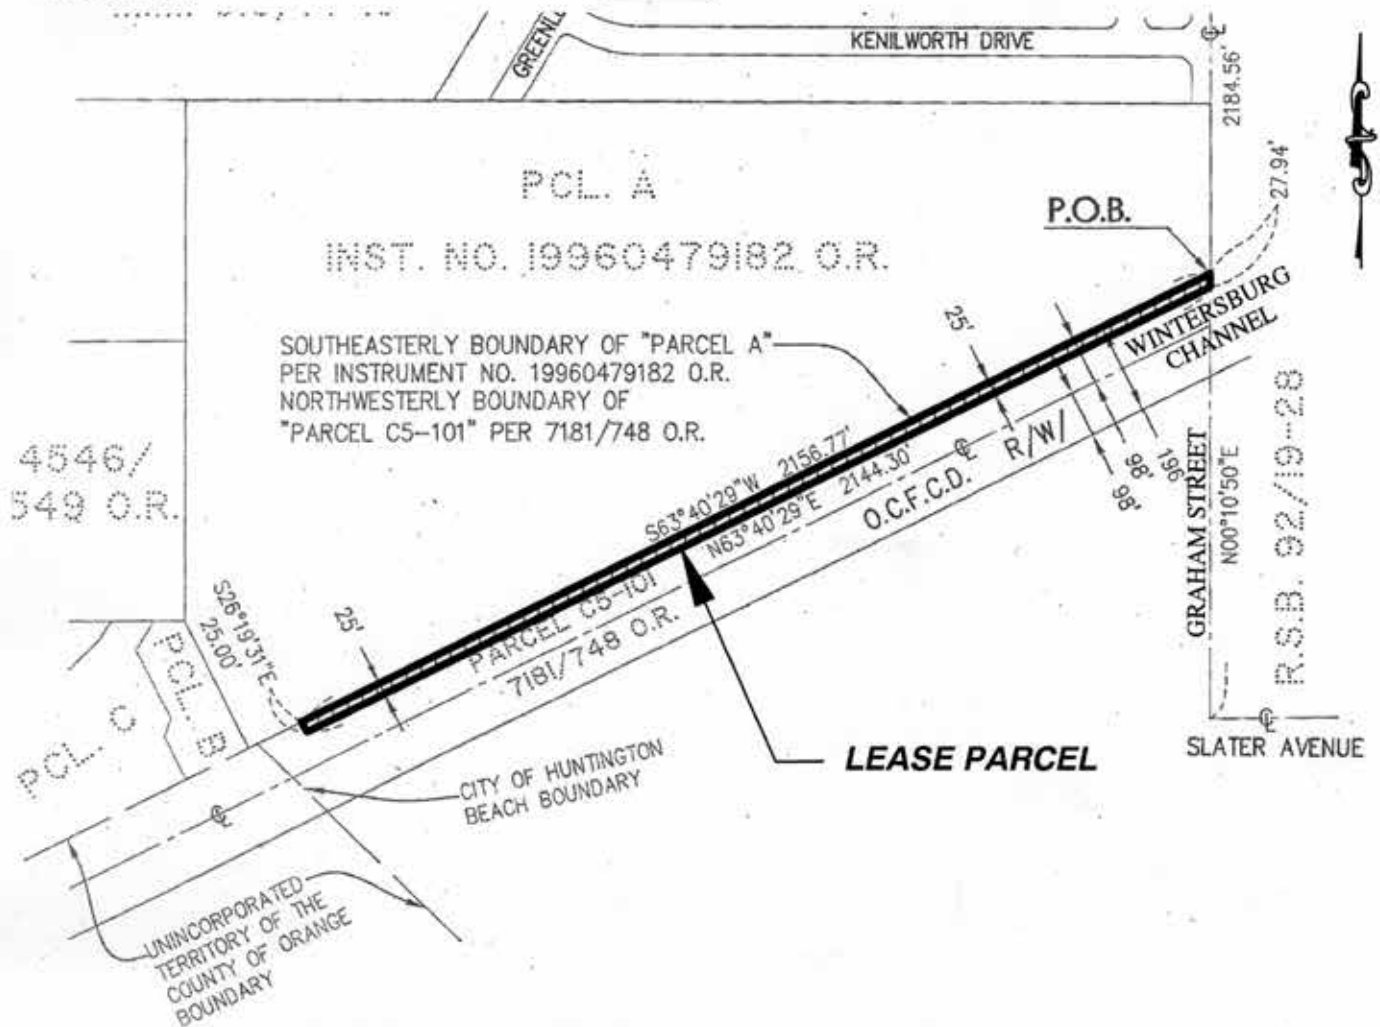 KENILWORTH DRIVE
2184.56'
PCL. A
INST. NO. 19960479182 O.R.
P.O.B.
27.94'
SOUTHEASTERLY BOUNDARY OF "PARCEL A"
PER INSTRUMENT NO. 19960479182 O.R.
NORTHWESTERLY BOUNDARY OF
"PARCEL C5-101" PER 7181/748 O.R.
25'
WINTERSBURG
CHANNEL
4546/
549 O.R.
S63°40'29"W 2156.77'
N63°40'29"E 2144.30'
R/W/
O.C.F.C.D.
98'
196
98'
GRAHAM STREET
N00°10'50"E
R.S.B. 92/19-28
S26°19'31"E
25.00'
25'
PARCEL C5-101
7181/748 O.R.
PCL. B
PCL. C
LEASE PARCEL
SLATER AVENUE
CITY OF HUNTINGTON
BEACH BOUNDARY
UNINCORPORATED
TERRITORY OF THE
COUNTY OF ORANGE
BOUNDARY